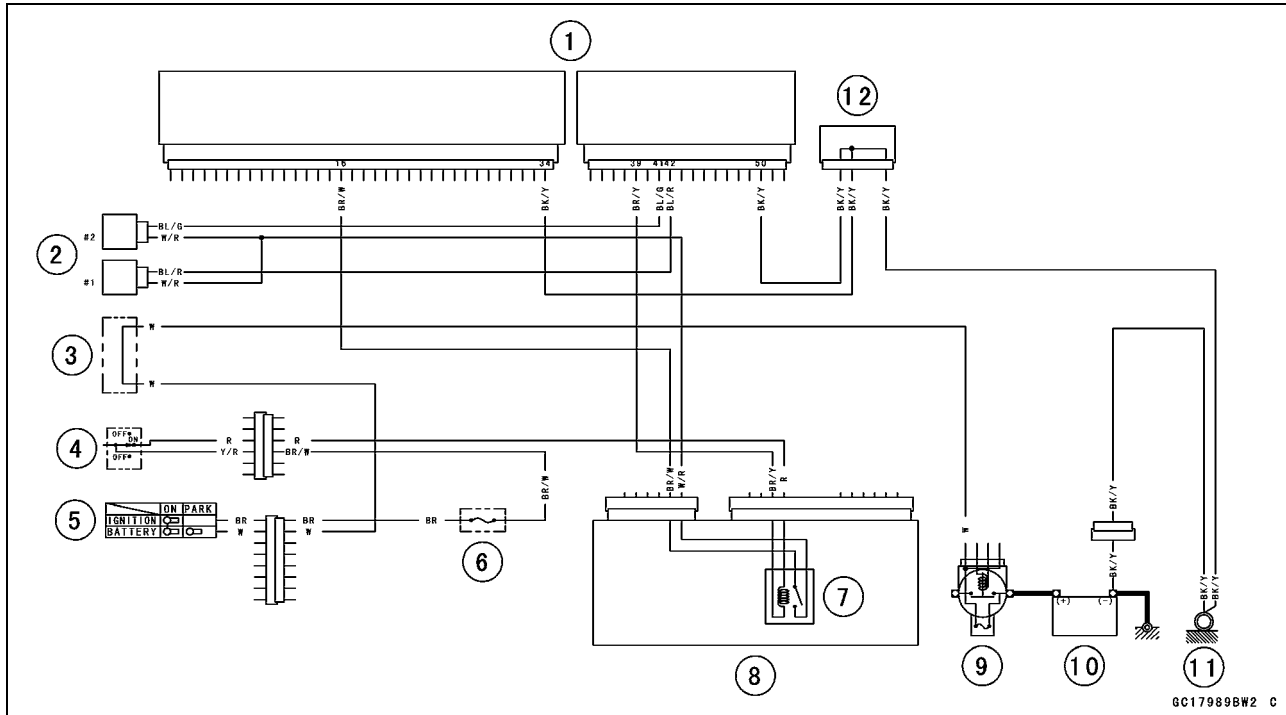 1
12
16 34 39 41 42 50
BR/W BK/Y BR/Y BL/G BL/R BK/Y BK/Y BK/Y BK/Y
2
#2 BL/G
W/R
#1 BL/R
W/R
3
W
W
4
OFF
ON
OFF
R R
Y/R BR/W
BR/W
5
ON PARK
IGNITION BR BR BR
BATTERY W W
6
BR/W W/R BR/Y R
7
8
W
9
BK/Y
BK/Y
(+) (-)
10
BK/Y BK/Y
11
GC17989BW2 C